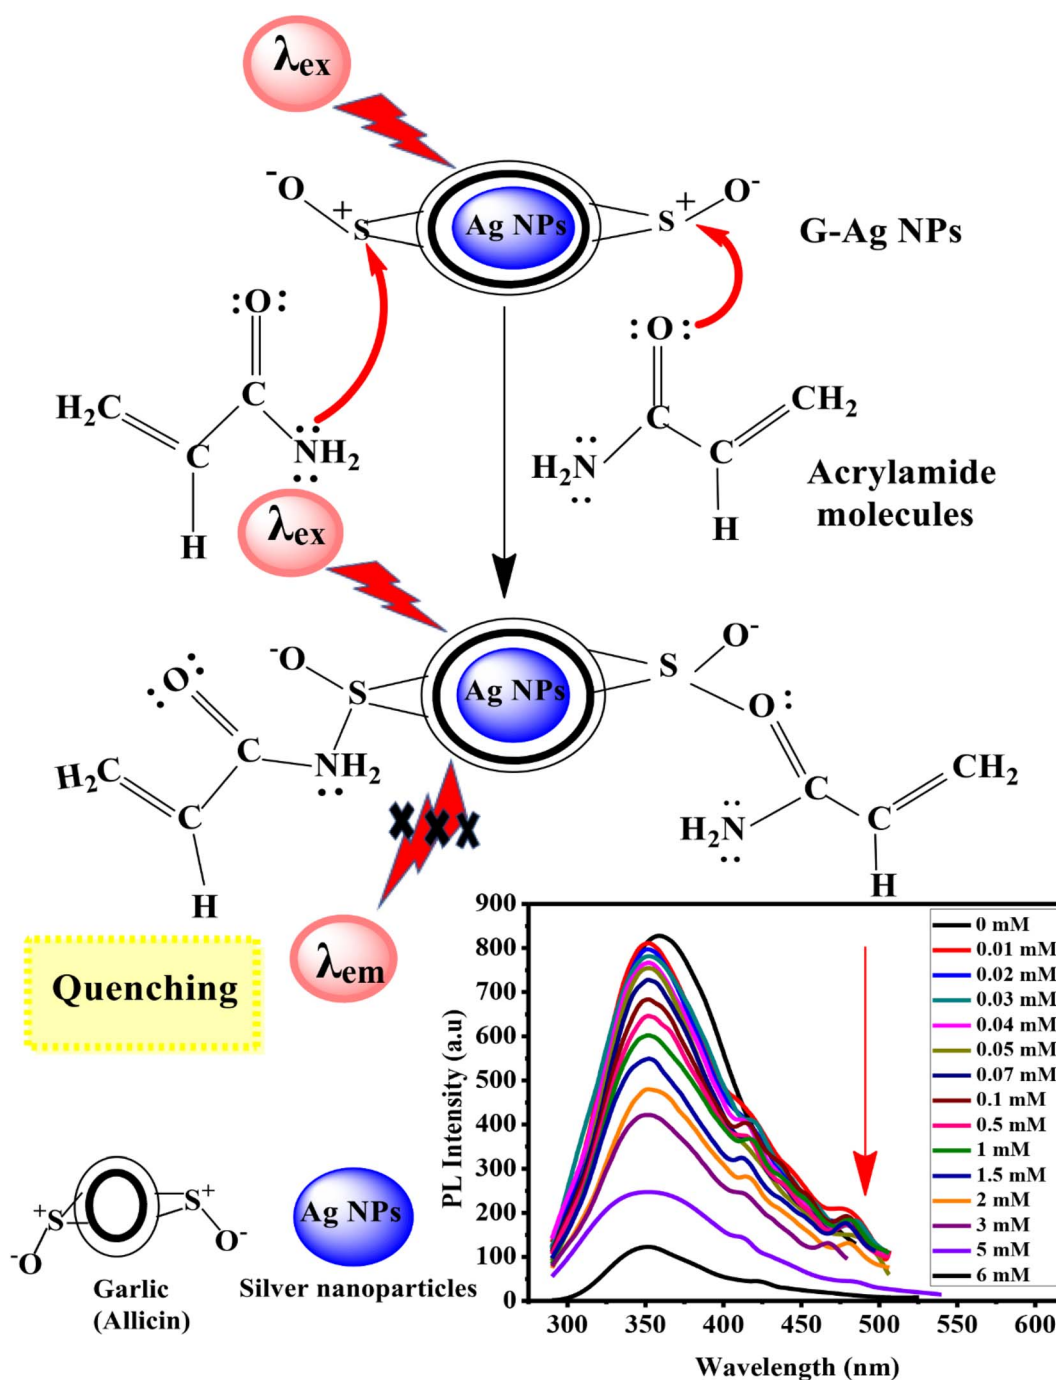 λex
-O
+
S
Ag NPs
S
+
O-
G-Ag NPs
:O:
:O:
H2C
C
C
NH2
H
H2N
C
C
CH2
H
Acrylamide
molecules
λex
-O
S
Ag NPs
S
O-
O
C
H2C
C
NH2
H
O:
C
H2N
C
CH2
H
Quenching
λem
PL Intensity (a.u)
900
800
700
600
500
400
300
200
100
0
300
350
400
450
500
550
600
Wavelength (nm)
0 mM
0.01 mM
0.02 mM
0.03 mM
0.04 mM
0.05 mM
0.07 mM
0.1 mM
0.5 mM
1 mM
1.5 mM
2 mM
3 mM
5 mM
6 mM
+
S
-O
S+
O-
Garlic
(Allicin)
Ag NPs
Silver nanoparticles